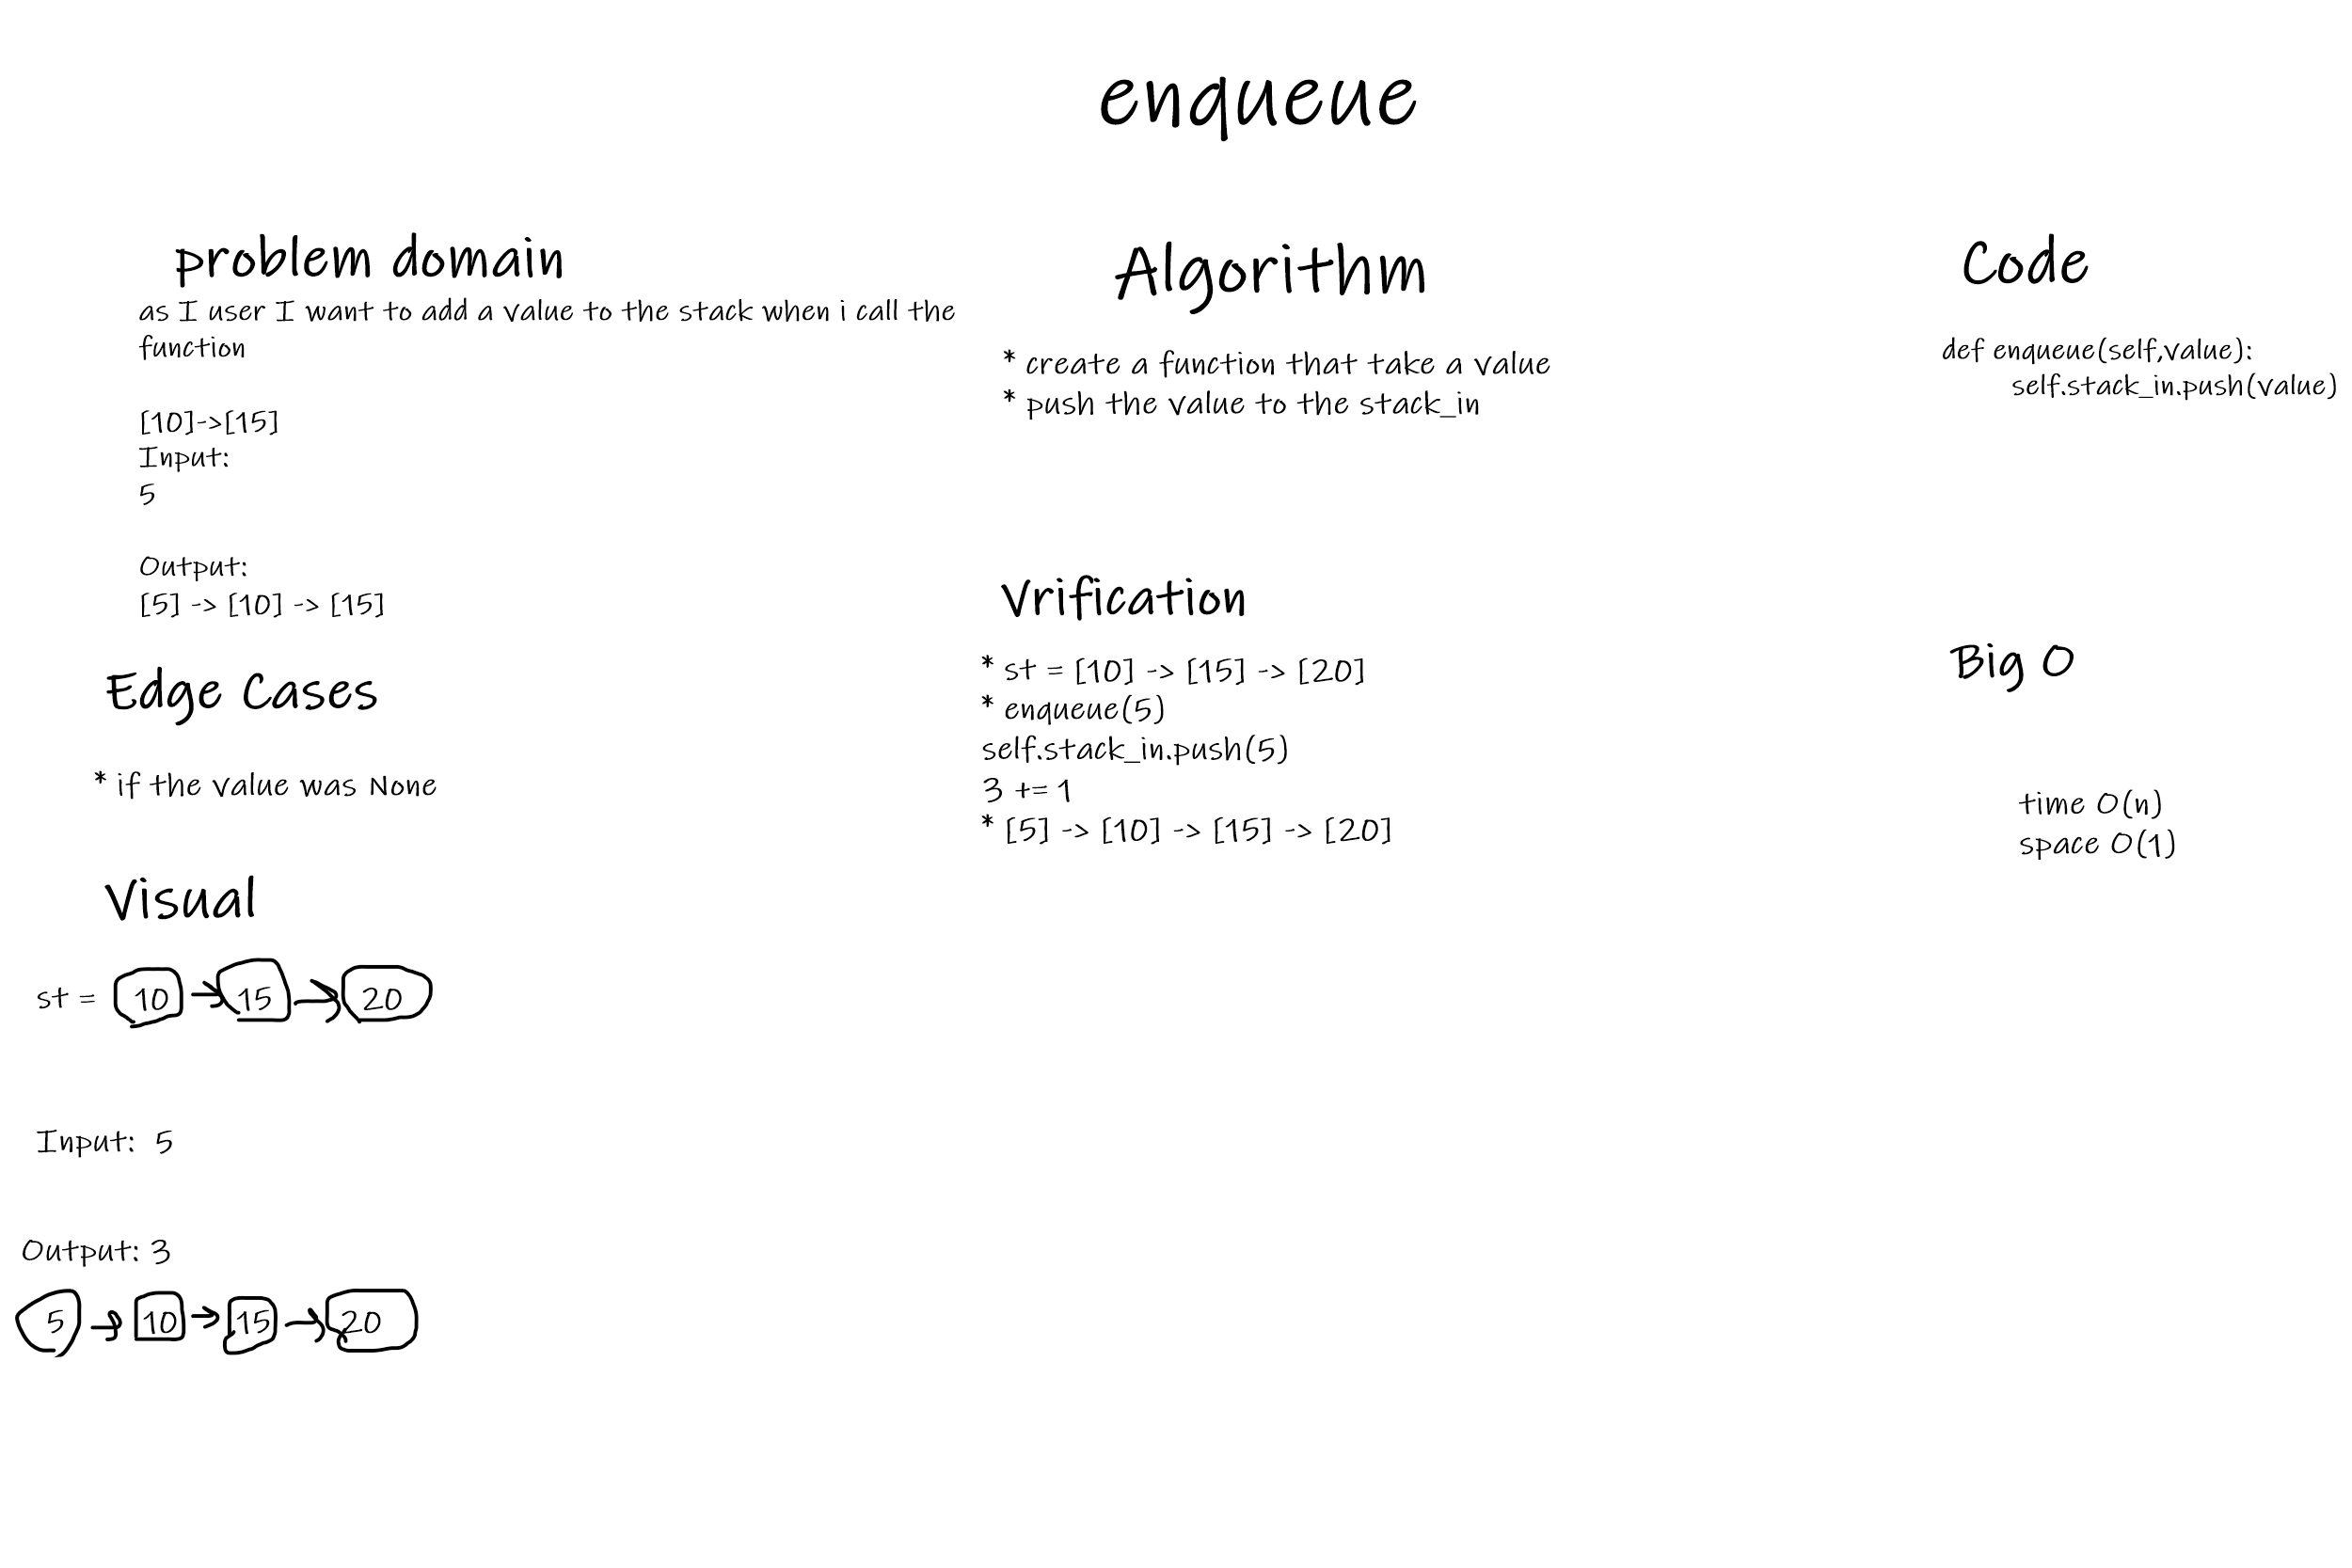 enqueue
problem domain
as I user I want to add a value to the stack when i call the
function
[10]->[15]
Input:
5
Output:
[5] -> [10] -> [15]
Edge Cases
* if the value was None
Visual
st = 10 15 20
Input: 5
Output: 3
5 10 15 20
Algorithm
* create a function that take a value
* push the value to the stack_in
Vrification
* st = [10] -> [15] -> [20]
* enqueue(5)
self.stack_in.push(5)
3 += 1
* [5] -> [10] -> [15] -> [20]
Code
def enqueue(self,value):
self.stack_in.push(value)
Big O
time O(n)
space O(1)